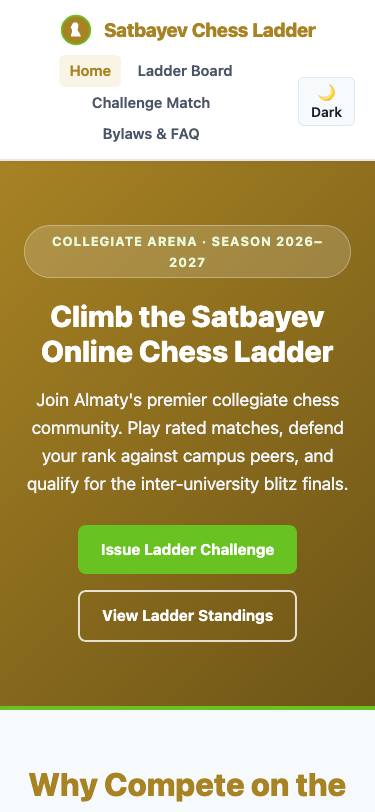 Satbayev Chess Ladder
Home
Ladder Board
Challenge Match
Bylaws & FAQ
Dark
COLLEGIATE ARENA · SEASON 2026–
2027
Climb the Satbayev
Online Chess Ladder
Join Almaty's premier collegiate chess
community. Play rated matches, defend
your rank against campus peers, and
qualify for the inter-university blitz finals.
Issue Ladder Challenge
View Ladder Standings
Why Compete on the